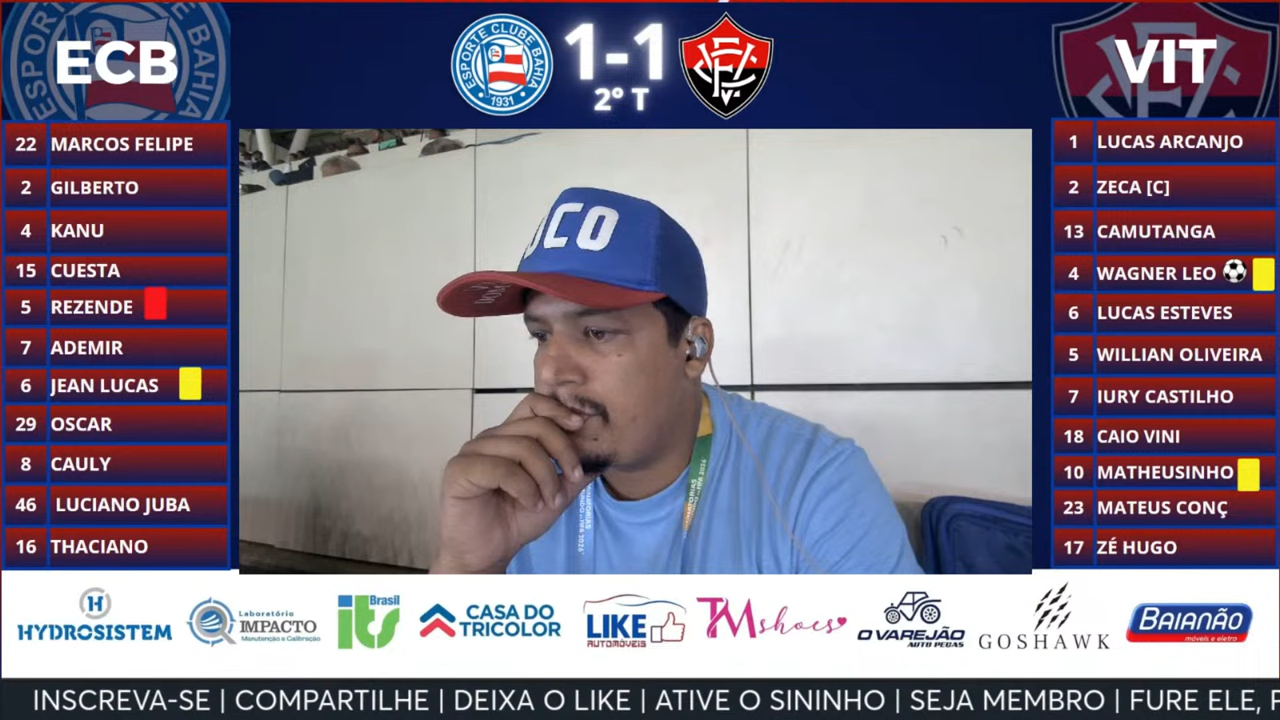 ECB
ESPORTE CLUBE BAHIA
1931
1-1
2º T
VIT
22 MARCOS FELIPE
2 GILBERTO
4 KANU
15 CUESTA
5 REZENDE
7 ADEMIR
6 JEAN LUCAS
29 OSCAR
8 CAULY
46 LUCIANO JUBA
16 THACIANO
OCO
1 LUCAS ARCANJO
2 ZECA [C]
13 CAMUTANGA
4 WAGNER LEO
6 LUCAS ESTEVES
5 WILLIAN OLIVEIRA
7 IURY CASTILHO
18 CAIO VINI
10 MATHEUSINHO
23 MATEUS CONÇ
17 ZÉ HUGO
HYDROSISTEM
Laboratório
IMPACTO
Manutenção e Calibração
its Brasil
CASA DO
TRICOLOR
LIKE
AUTOMÓVEIS
TM shoes
O VAREJÃO
AUTO PEÇAS
GOSHAWK
BAIANÃO
móveis e eletro
INSCREVA-SE | COMPARTILHE | DEIXA O LIKE | ATIVE O SININHO | SEJA MEMBRO | FURE ELE,